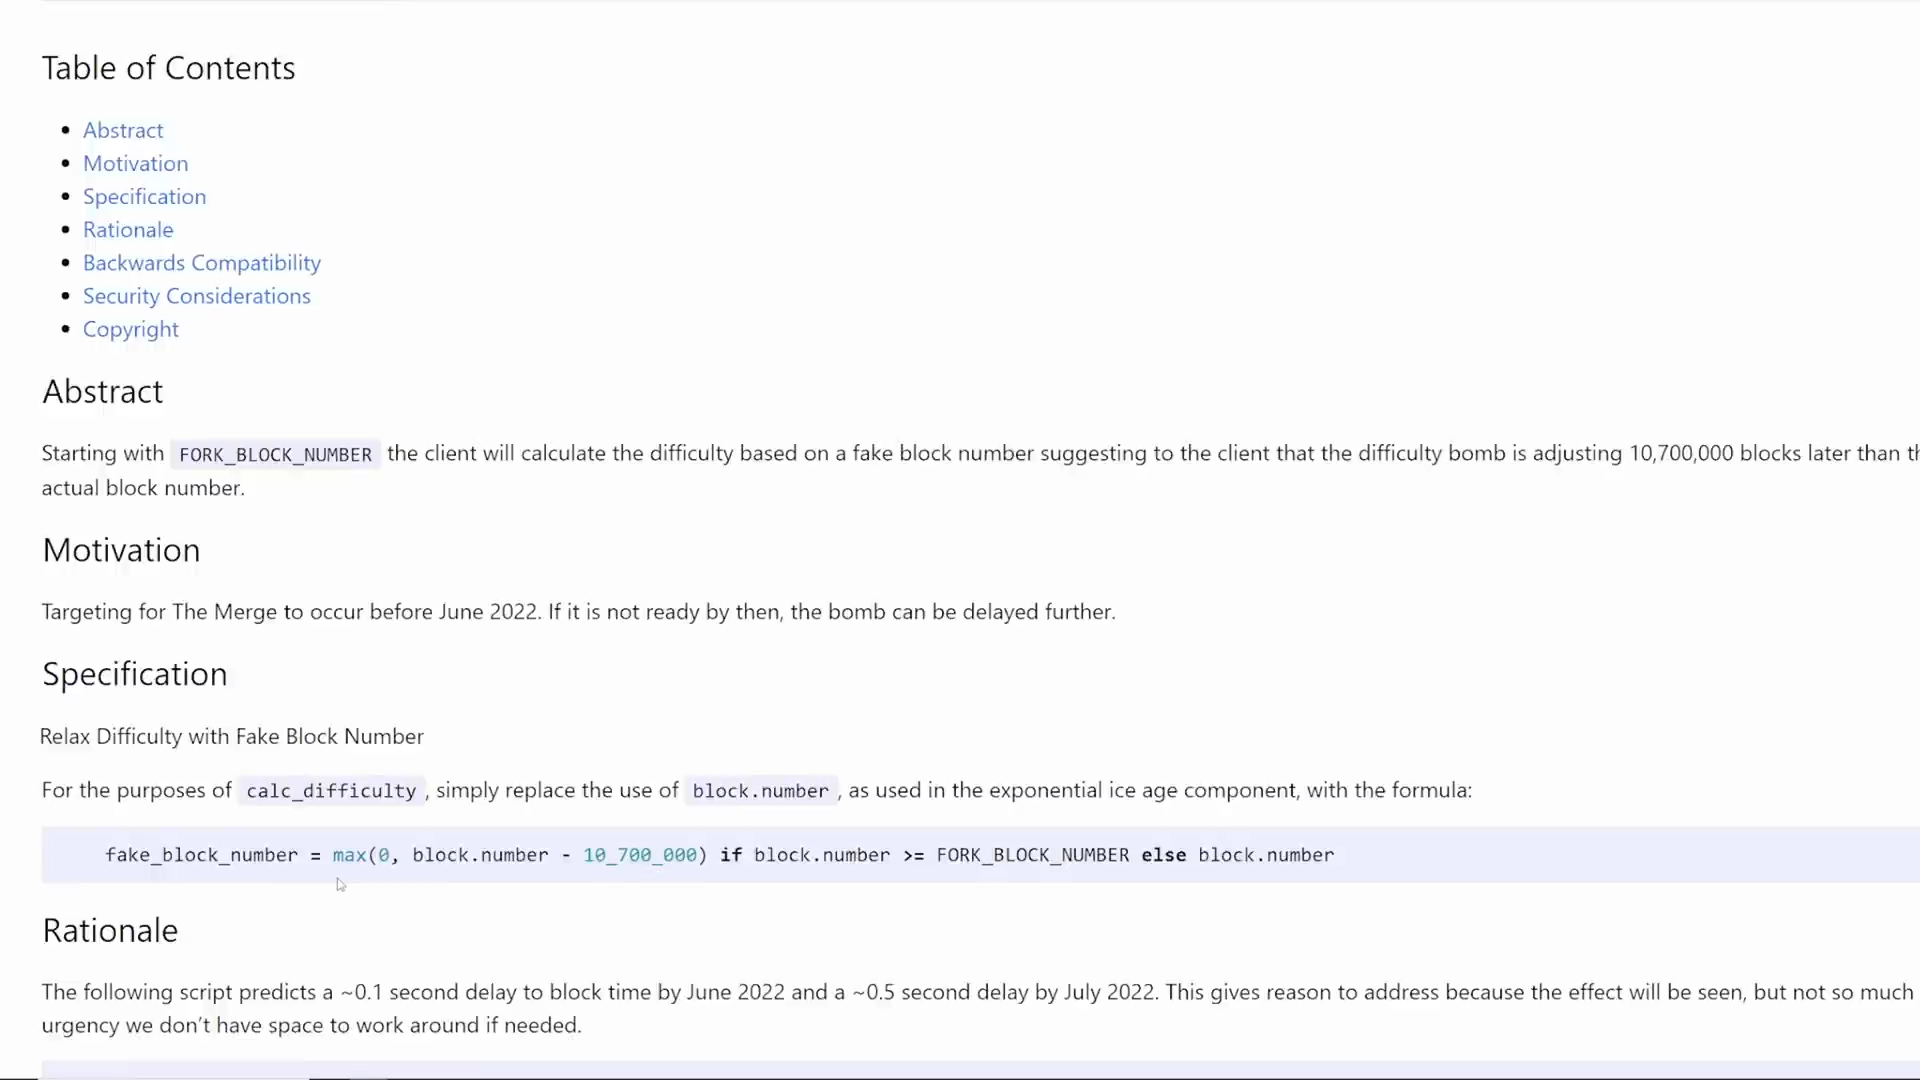 Table of Contents
Abstract
Motivation
Specification
Rationale
Backwards Compatibility
Security Considerations
Copyright
Abstract
Starting with FORK_BLOCK_NUMBER the client will calculate the difficulty based on a fake block number suggesting to the client that the difficulty bomb is adjusting 10,700,000 blocks later than
actual block number.
Motivation
Targeting for The Merge to occur before June 2022. If it is not ready by then, the bomb can be delayed further.
Specification
Relax Difficulty with Fake Block Number
For the purposes of calc_difficulty, simply replace the use of block.number, as used in the exponential ice age component, with the formula:
fake_block_number = max(0, block.number - 10_700_000) if block.number >= FORK_BLOCK_NUMBER else block.number
Rationale
The following script predicts a ~0.1 second delay to block time by June 2022 and a ~0.5 second delay by July 2022. This gives reason to address because the effect will be seen, but not so much
urgency we don't have space to work around if needed.